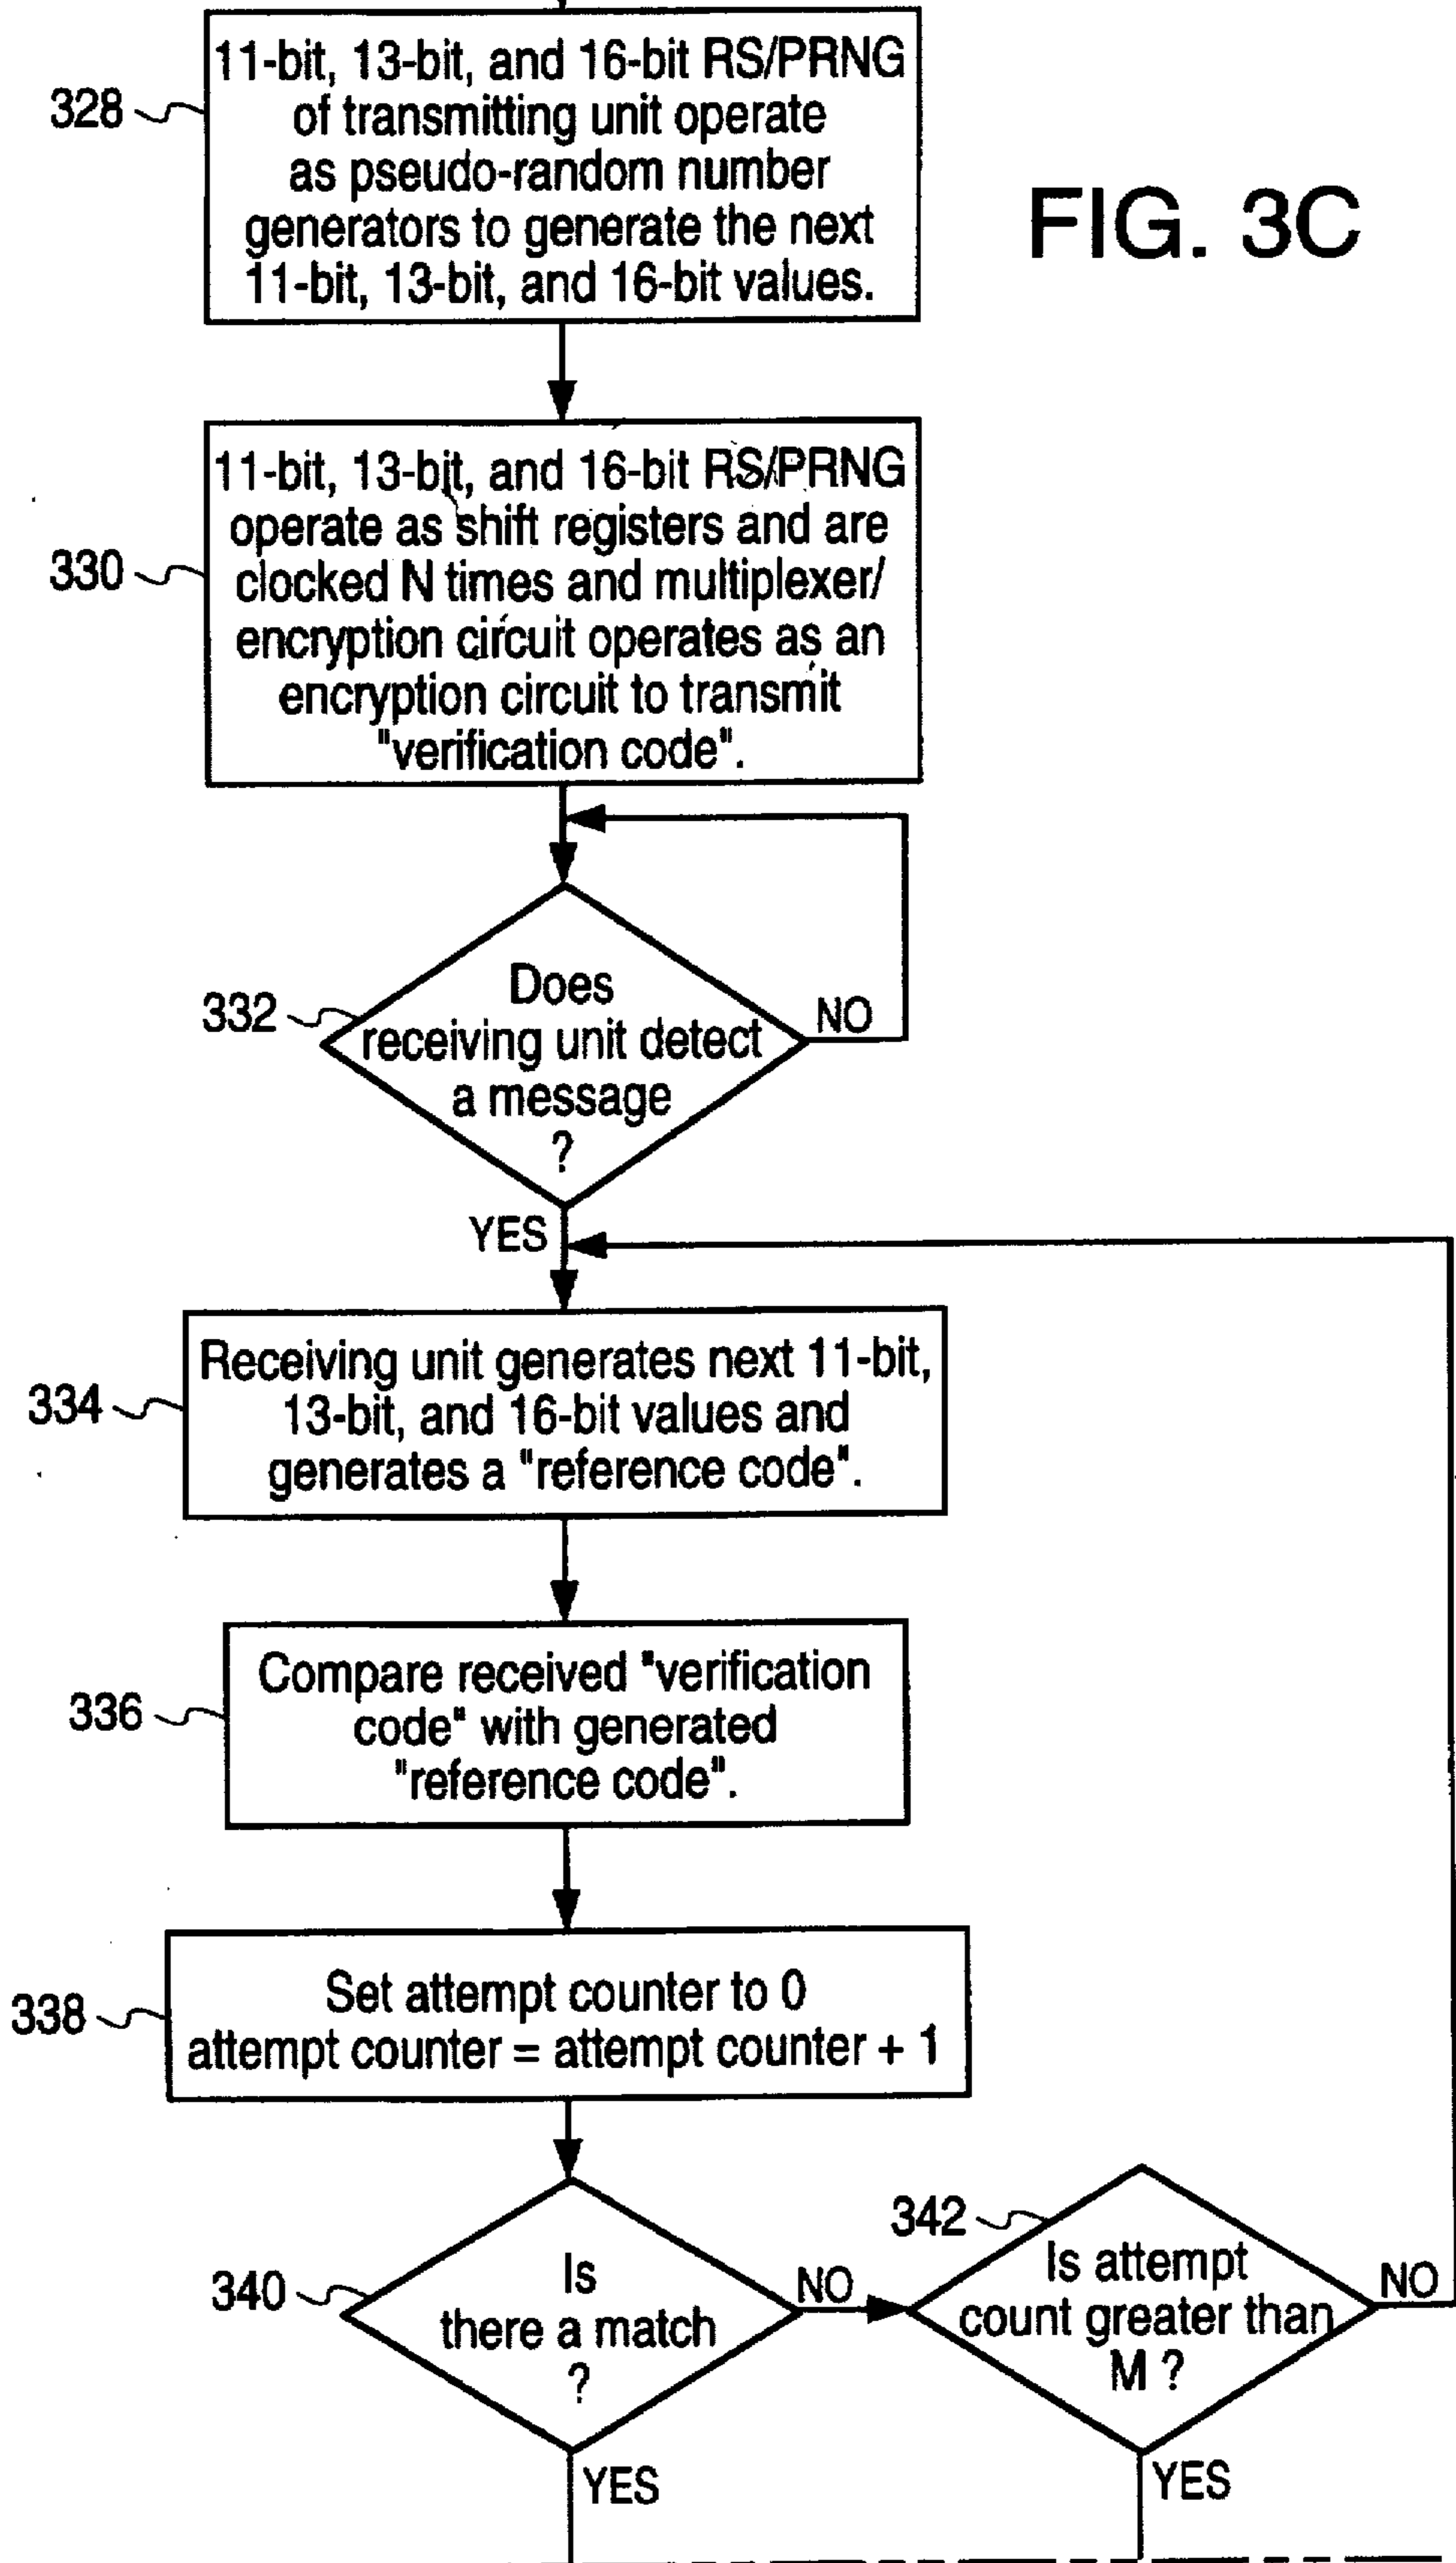 FIG. 3C
328
11-bit, 13-bit, and 16-bit RS/PRNG
of transmitting unit operate
as pseudo-random number
generators to generate the next
11-bit, 13-bit, and 16-bit values.
330
11-bit, 13-bit, and 16-bit RS/PRNG
operate as shift registers and are
clocked N times and multiplexer/
encryption circuit operates as an
encryption circuit to transmit
"verification code".
332
Does
receiving unit detect
a message
?
NO
YES
334
Receiving unit generates next 11-bit,
13-bit, and 16-bit values and
generates a "reference code".
336
Compare received "verification
code" with generated
"reference code".
338
Set attempt counter to 0
attempt counter = attempt counter + 1
340
Is
there a match
?
NO
YES
342
Is attempt
count greater than
M ?
NO
YES